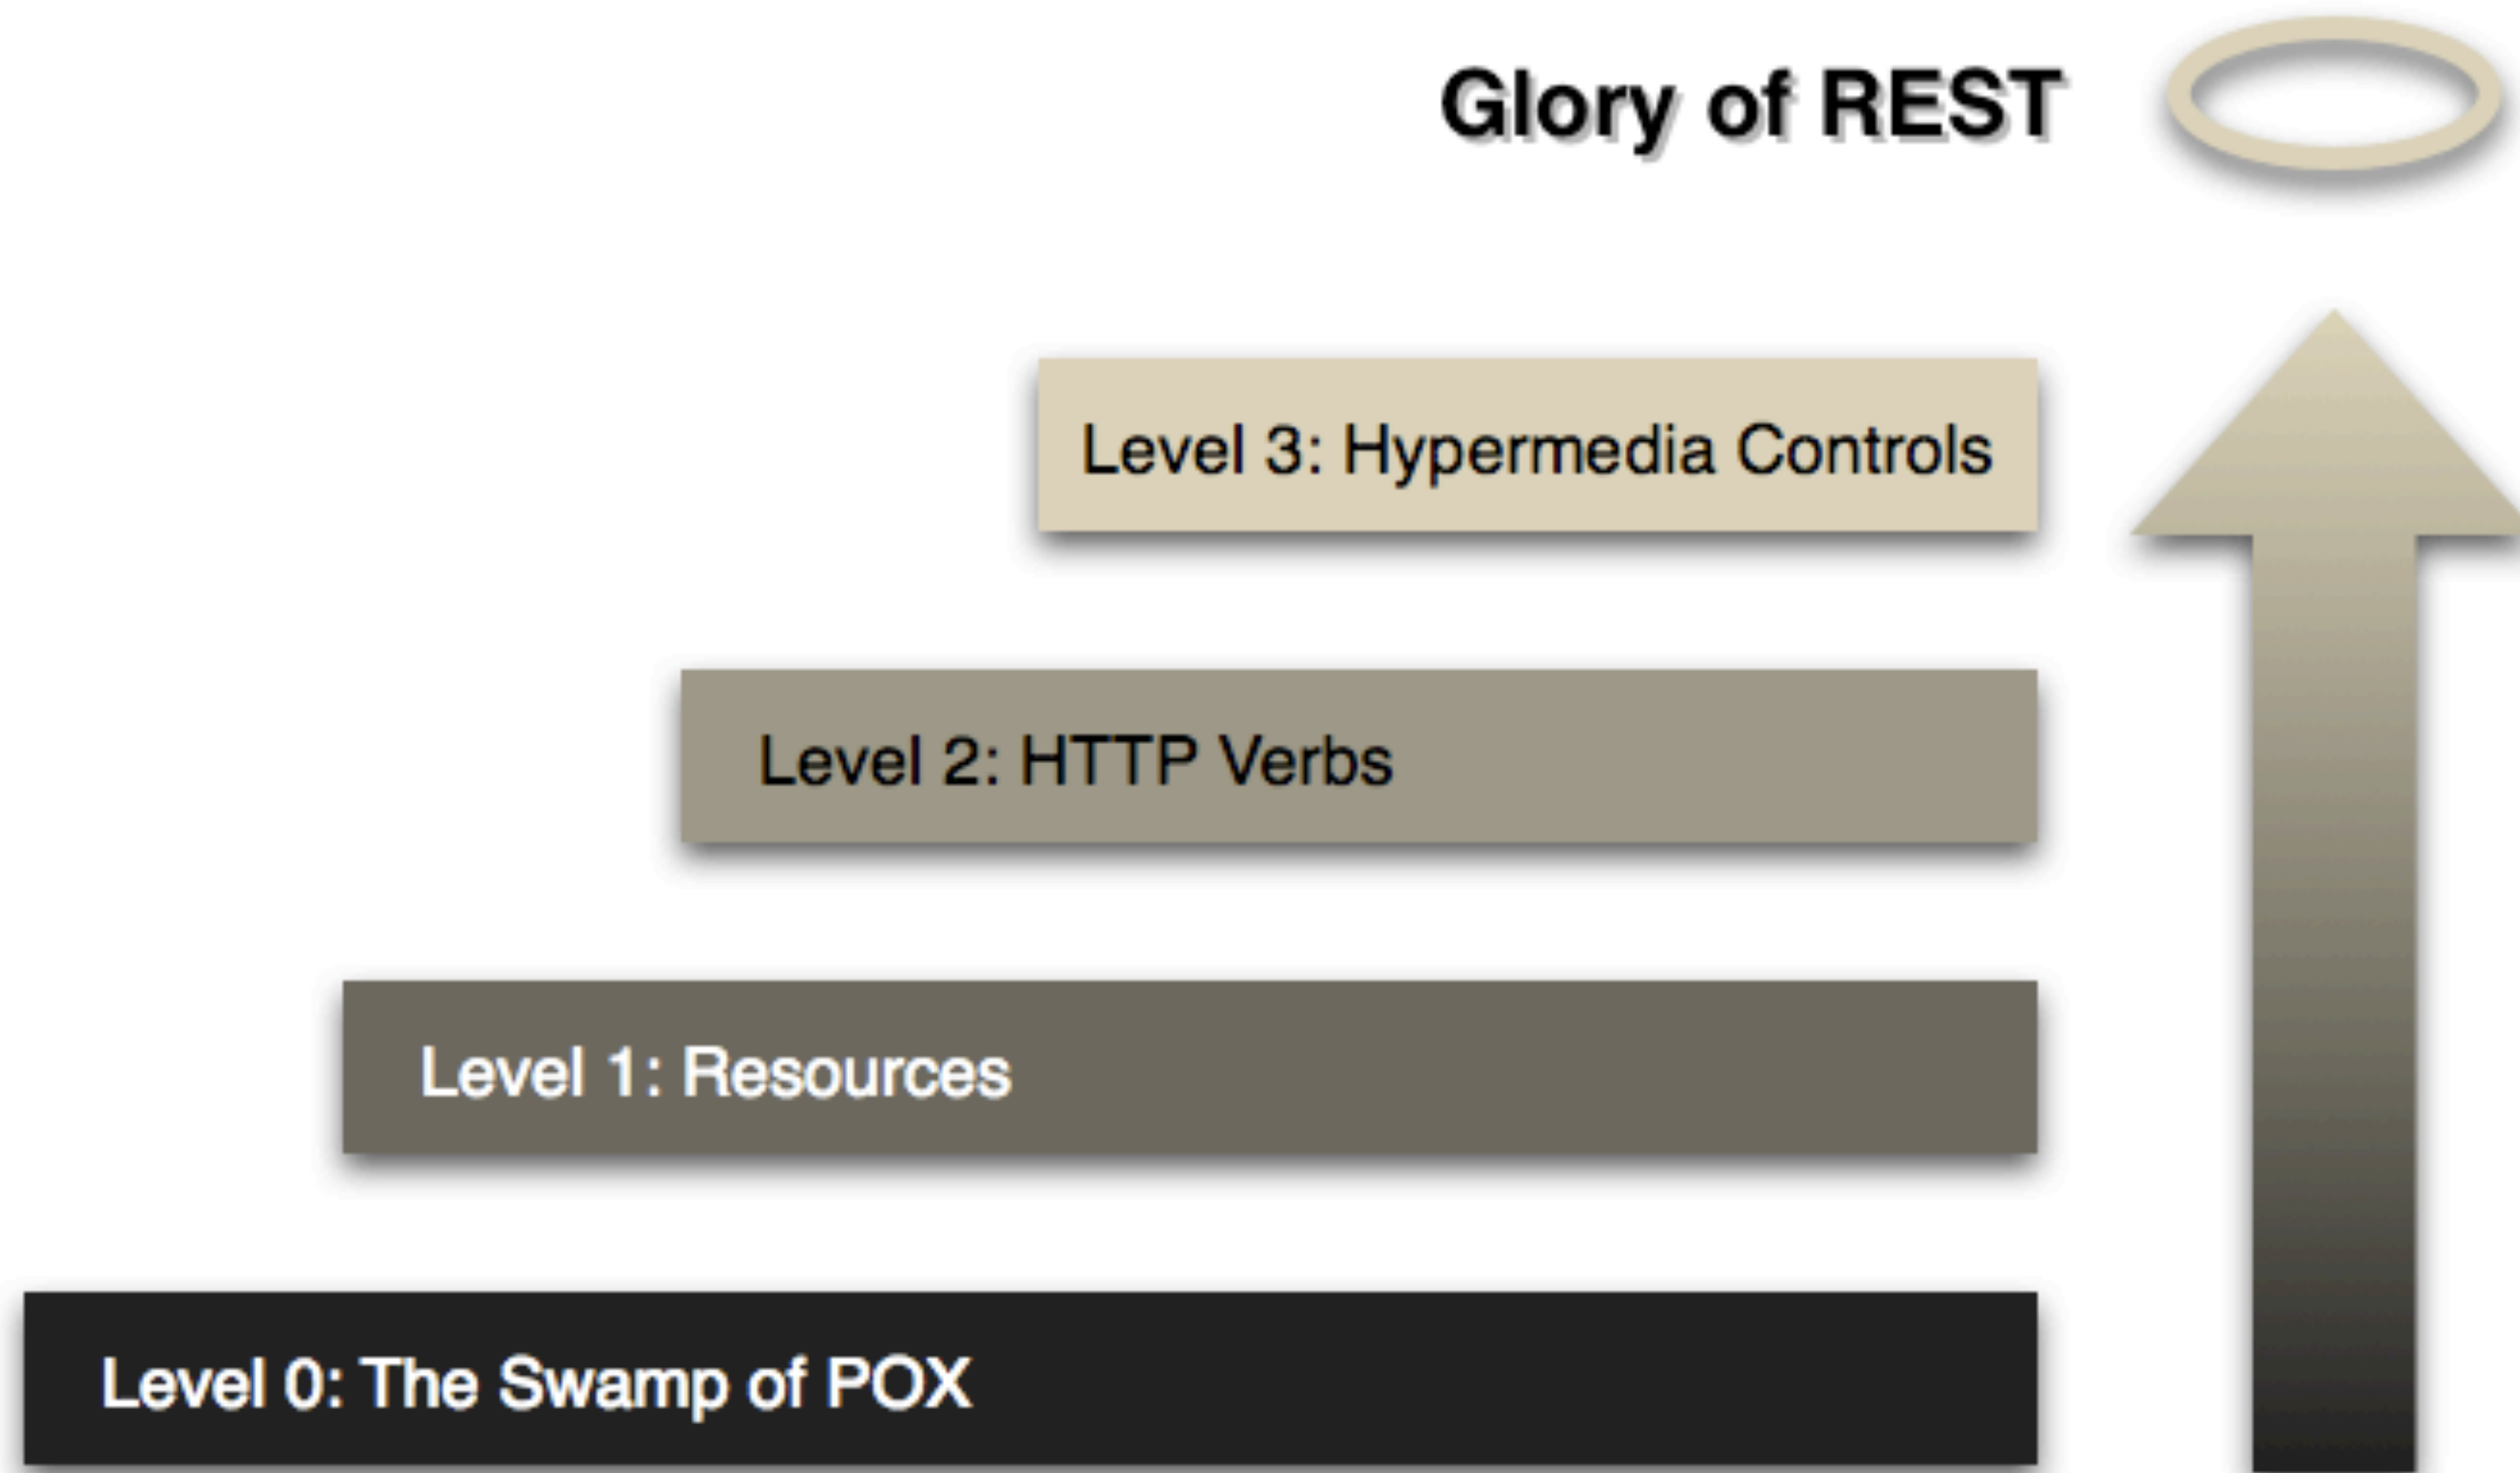 Glory of REST
Level 3: Hypermedia Controls
Level 2: HTTP Verbs
Level 1: Resources
Level 0: The Swamp of POX